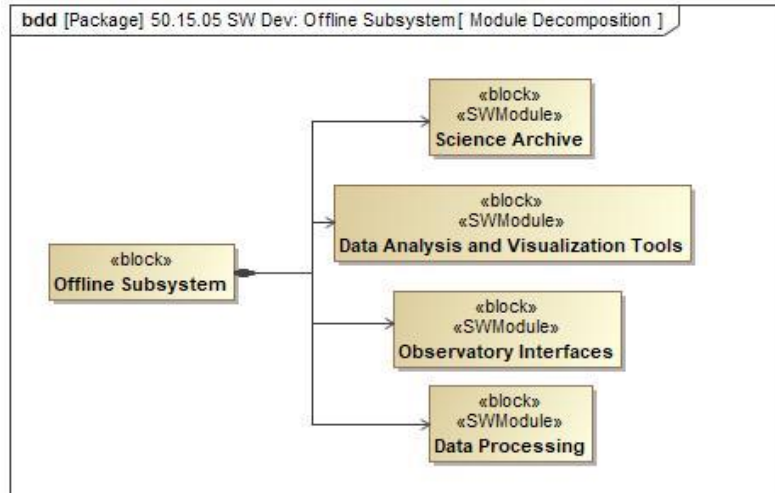 bdd [Package] 50.15.05 SW Dev: Offline Subsystem [ Module Decomposition ]
«block»
«SWModule»
Science Archive
«block»
«SWModule»
Data Analysis and Visualization Tools
«block»
Offline Subsystem
«block»
«SWModule»
Observatory Interfaces
«block»
«SWModule»
Data Processing